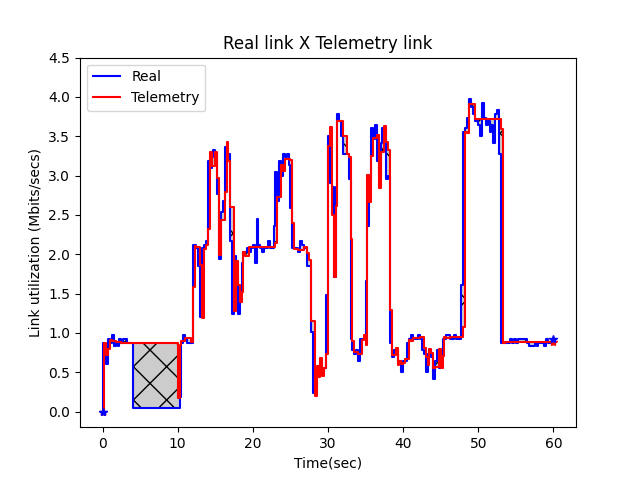 Real link X Telemetry link
Real
Telemetry
Link utilization (Mbits/secs)
4.5
4.0
3.5
3.0
2.5
2.0
1.5
1.0
0.5
0.0
0 10 20 30 40 50 60
Time(sec)